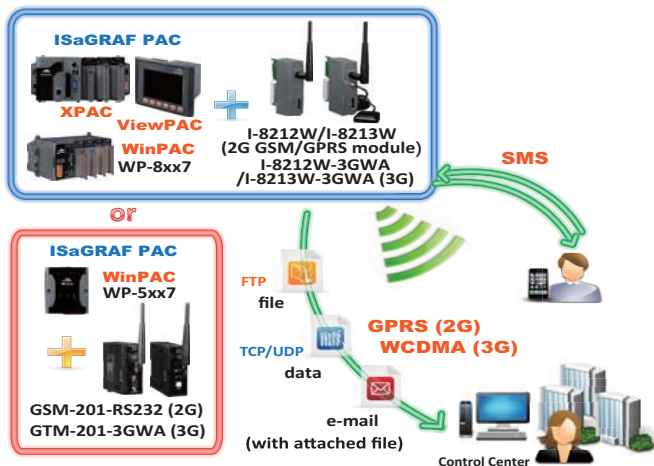 ISaGRAF PAC
XPAC
ViewPAC
WinPAC
WP-8xx7
I-8212W/I-8213W
(2G GSM/GPRS module)
I-8212W-3GWA
/I-8213W-3GWA (3G)
SMS
or
ISaGRAF PAC
WinPAC
WP-5xx7
GSM-201-RS232 (2G)
GTM-201-3GWA (3G)
FTP
file
TCP/UDP
data
e-mail
(with attached file)
GPRS (2G)
WCDMA (3G)
Control Center